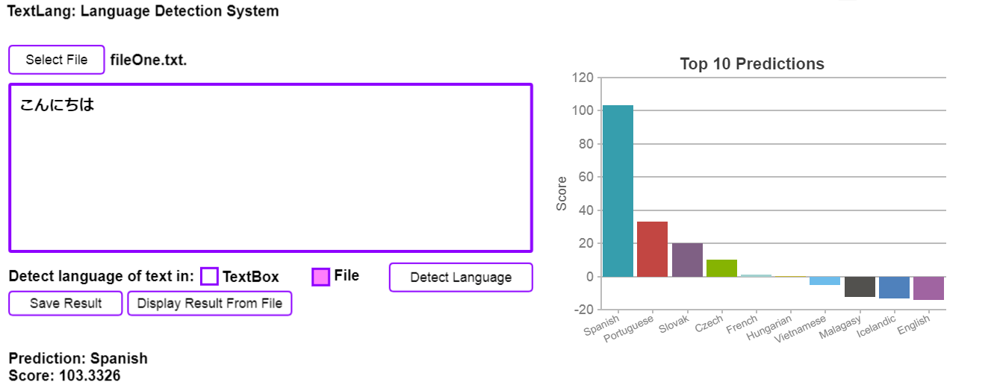 TextLang: Language Detection System
Select File fileOne.txt.
こんにちは
Detect language of text in: TextBox File Detect Language
Save Result Display Result From File
Prediction: Spanish
Score: 103.3326
Top 10 Predictions
Score
120
100
80
60
40
20
0
-20
Spanish Portuguese Slovak Czech French Hungarian Vietnamese Malagasy Icelandic English